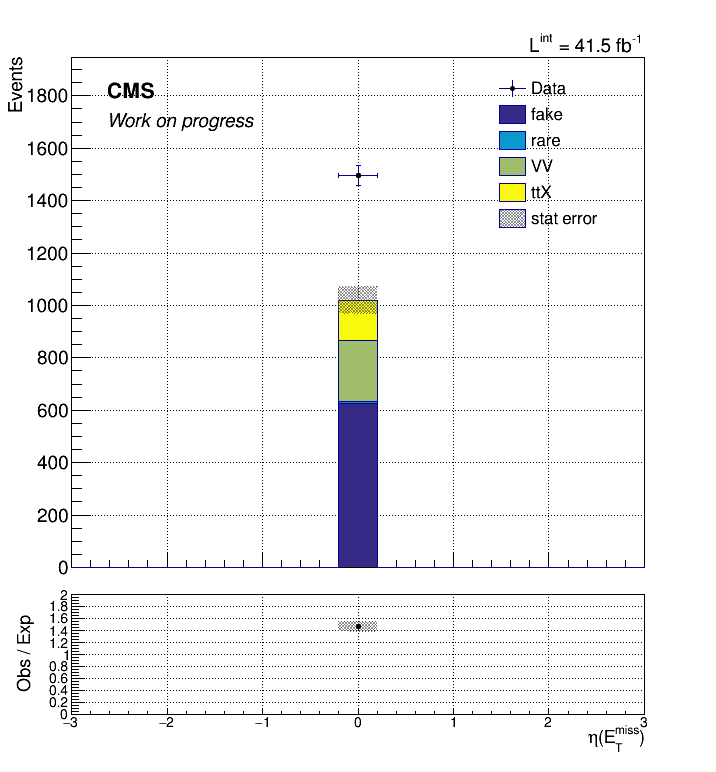 L^int = 41.5 fb^-1
Events
CMS
Work on progress
Data
fake
rare
VV
ttX
stat error
1800
1600
1400
1200
1000
800
600
400
200
0
Obs / Exp
2
1.8
1.6
1.4
1.2
1
0.8
0.6
0.4
0.2
0
−3 −2 −1 0 1 2 3
η(E_T^miss)